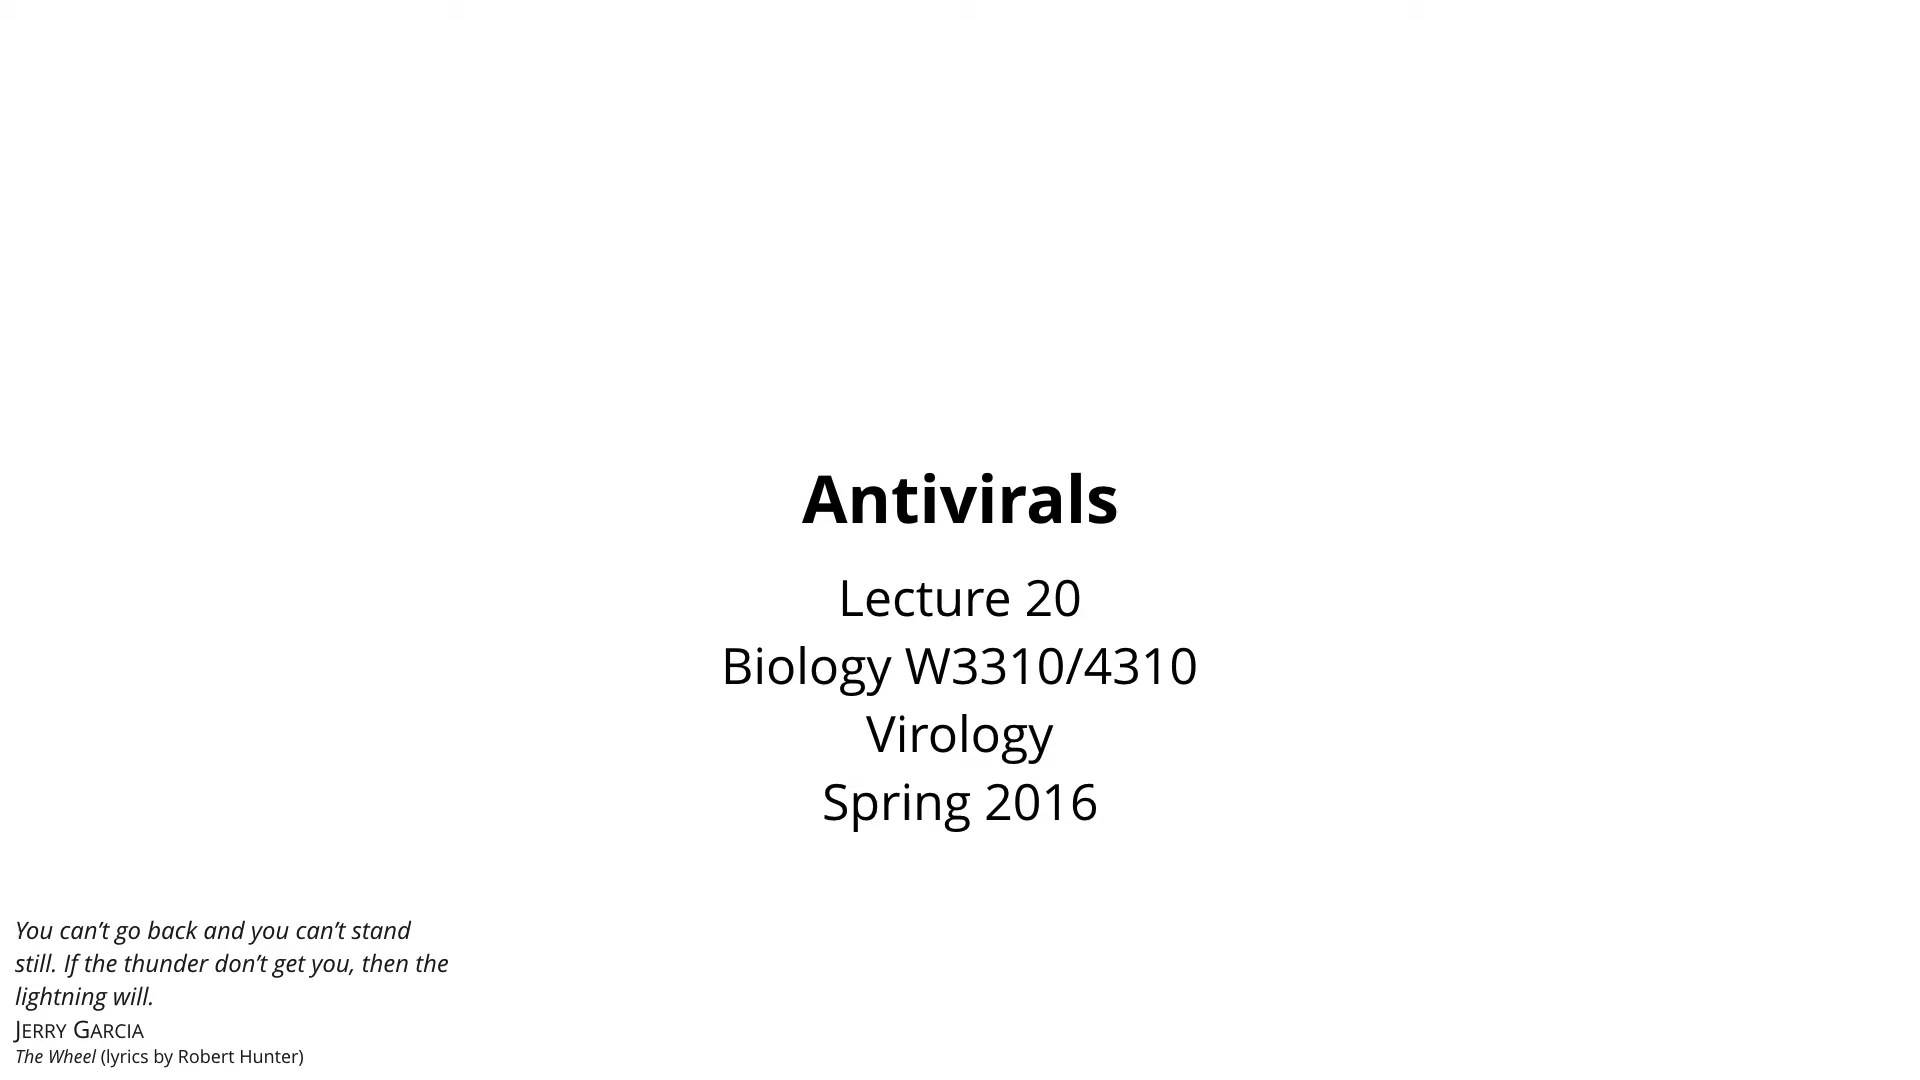 Antivirals
Lecture 20
Biology W3310/4310
Virology
Spring 2016
You can’t go back and you can’t stand
still. If the thunder don’t get you, then the
lightning will.
JERRY GARCIA
The Wheel (lyrics by Robert Hunter)